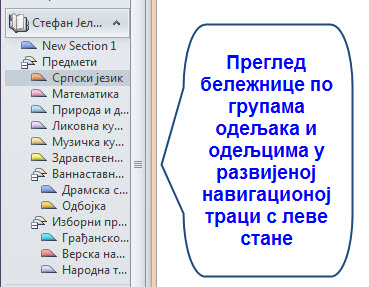 Стефан Јел...
New Section 1
Предмети
Српски језик
Математика
Природа и д...
Ликовна ку...
Музичка ку...
Здравствен...
Ваннастав...
Драмска с...
Одбојка
Изборни пр...
Грађанско...
Верска на...
Народна т...
Преглед
бележнице по
групама
одељака и
одељцима у
развијеној
навигационој
траци с леве
стане